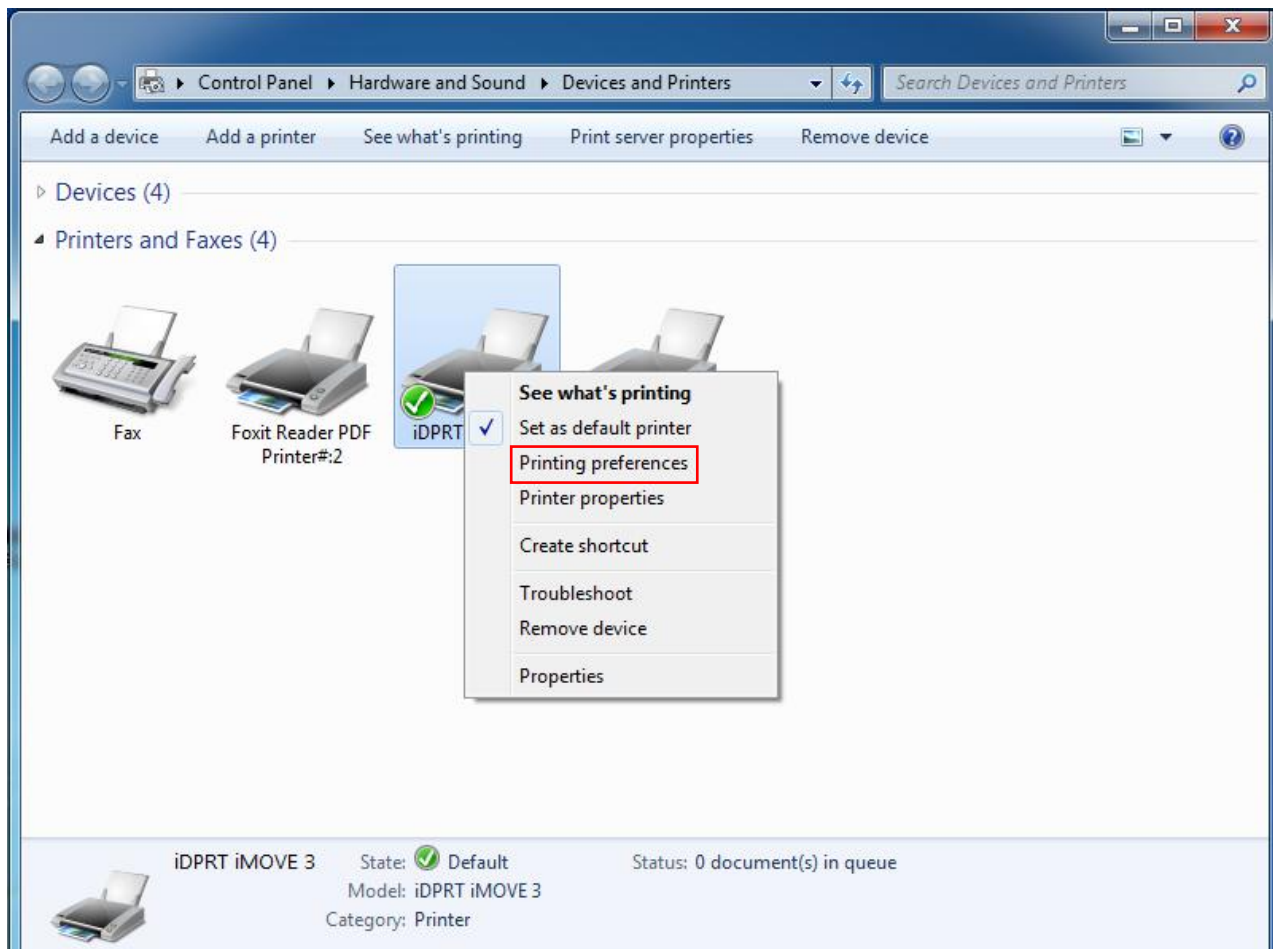 Control Panel Hardware and Sound Devices and Printers Search Devices and Printers
Add a device Add a printer See what's printing Print server properties Remove device
Devices (4)
Printers and Faxes (4)
Fax
Foxit Reader PDF
Printer#:2
iDPRT
See what's printing
Set as default printer
Printing preferences
Printer properties
Create shortcut
Troubleshoot
Remove device
Properties
iDPRT iMOVE 3 State: Default Status: 0 document(s) in queue
Model: iDPRT iMOVE 3
Category: Printer